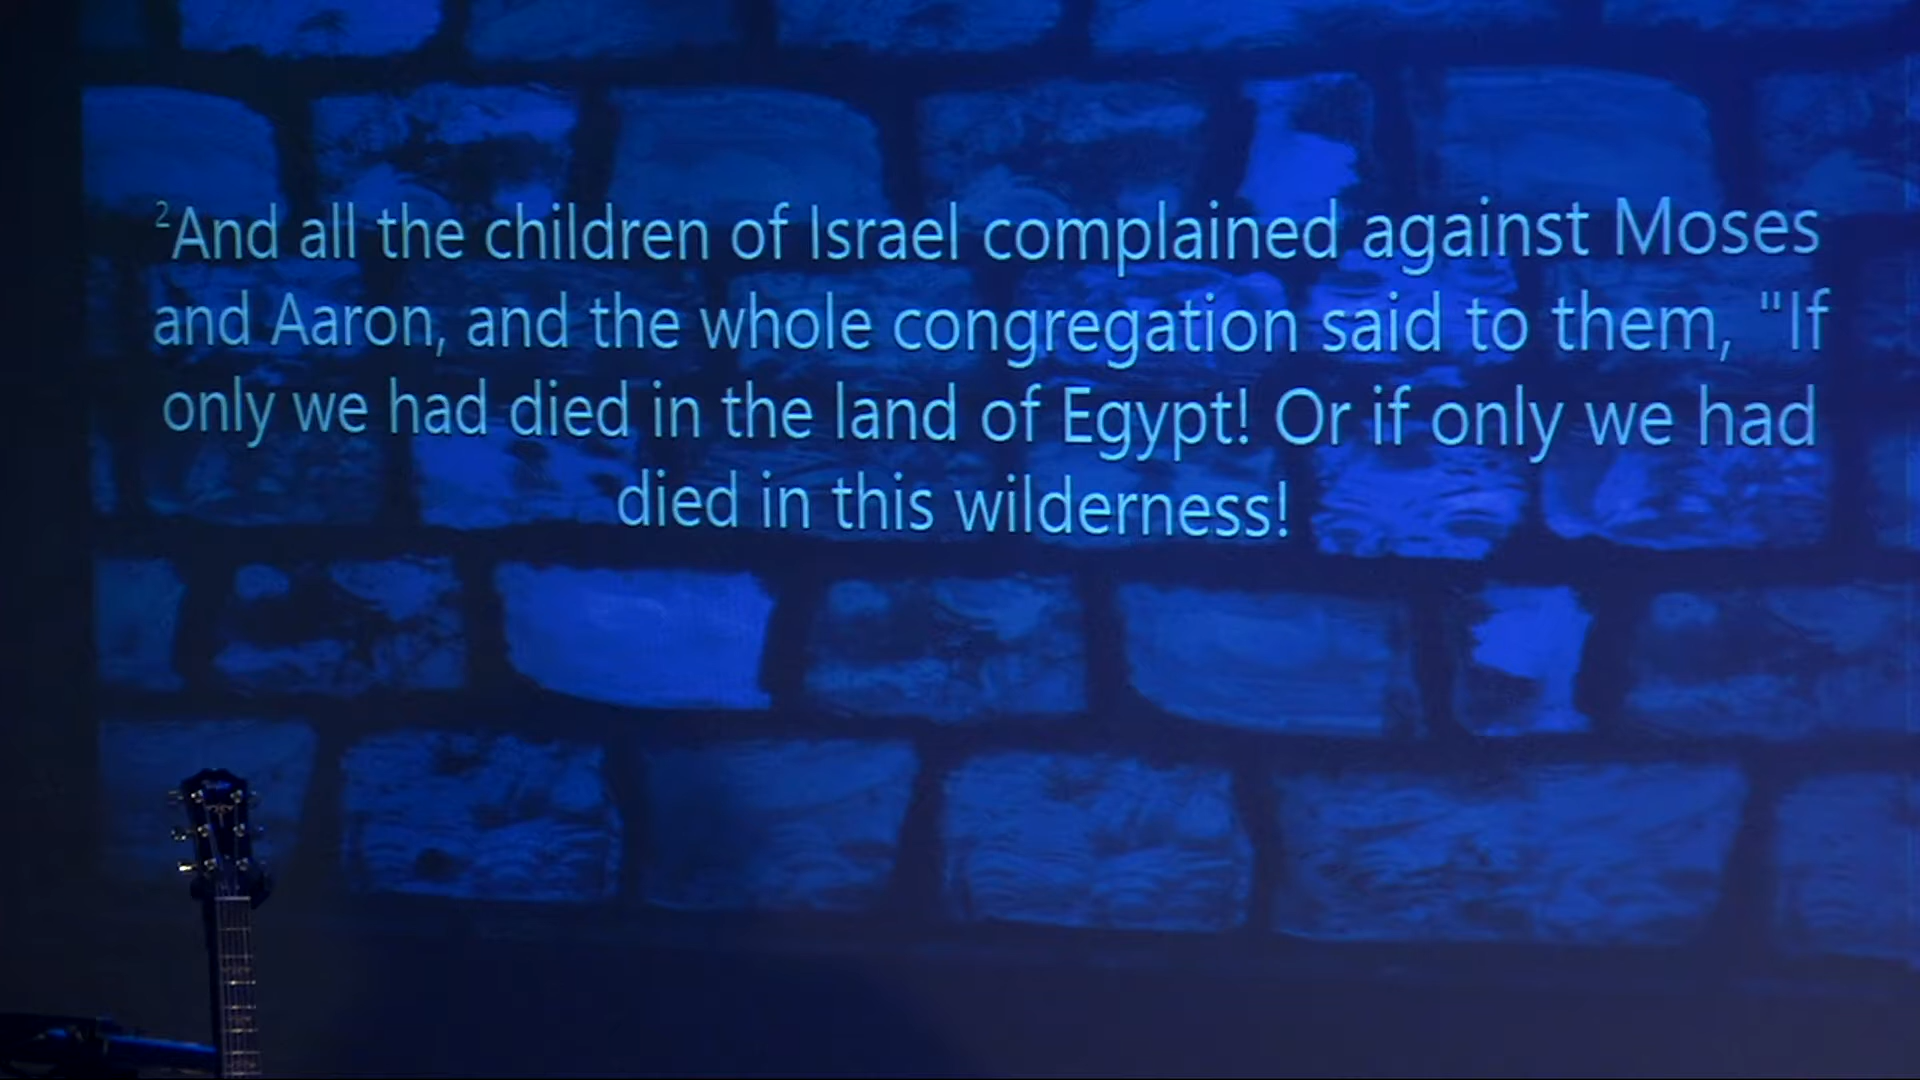 ²And all the children of Israel complained against Moses
and Aaron, and the whole congregation said to them, "If
only we had died in the land of Egypt! Or if only we had
died in this wilderness!